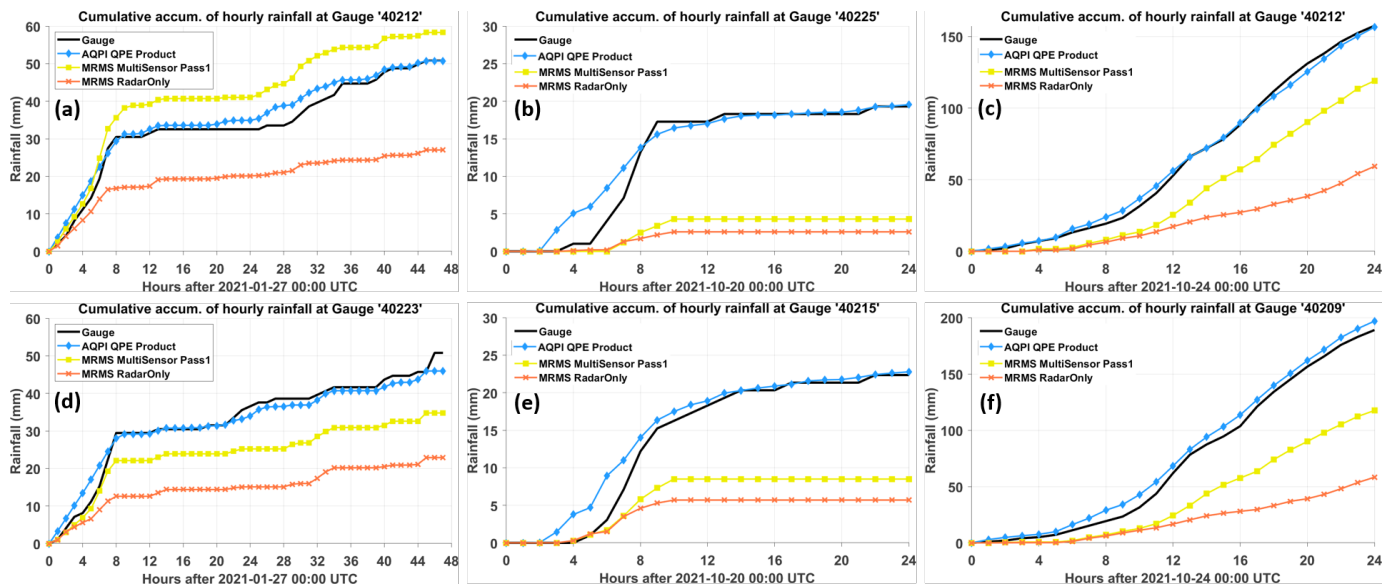 Cumulative accum. of hourly rainfall at Gauge '40212'
60
50
40
30
20
10
0
Rainfall (mm)
Gauge
AQPI QPE Product
MRMS MultiSensor Pass1
MRMS RadarOnly
(a)
0 4 8 12 16 20 24 28 32 36 40 44 48
Hours after 2021-01-27 00:00 UTC
Cumulative accum. of hourly rainfall at Gauge '40225'
30
25
20
15
10
5
0
Rainfall (mm)
Gauge
AQPI QPE Product
MRMS MultiSensor Pass1
MRMS RadarOnly
(b)
0 4 8 12 16 20 24
Hours after 2021-10-20 00:00 UTC
Cumulative accum. of hourly rainfall at Gauge '40212'
150
100
50
0
Rainfall (mm)
Gauge
AQPI QPE Product
MRMS MultiSensor Pass1
MRMS RadarOnly
(c)
0 4 8 12 16 20 24
Hours after 2021-10-24 00:00 UTC
Cumulative accum. of hourly rainfall at Gauge '40223'
60
50
40
30
20
10
0
Rainfall (mm)
Gauge
AQPI QPE Product
MRMS MultiSensor Pass1
MRMS RadarOnly
(d)
0 4 8 12 16 20 24 28 32 36 40 44 48
Hours after 2021-01-27 00:00 UTC
Cumulative accum. of hourly rainfall at Gauge '40215'
30
25
20
15
10
5
0
Rainfall (mm)
Gauge
AQPI QPE Product
MRMS MultiSensor Pass1
MRMS RadarOnly
(e)
0 4 8 12 16 20 24
Hours after 2021-10-20 00:00 UTC
Cumulative accum. of hourly rainfall at Gauge '40209'
200
150
100
50
0
Rainfall (mm)
Gauge
AQPI QPE Product
MRMS MultiSensor Pass1
MRMS RadarOnly
(f)
0 4 8 12 16 20 24
Hours after 2021-10-24 00:00 UTC